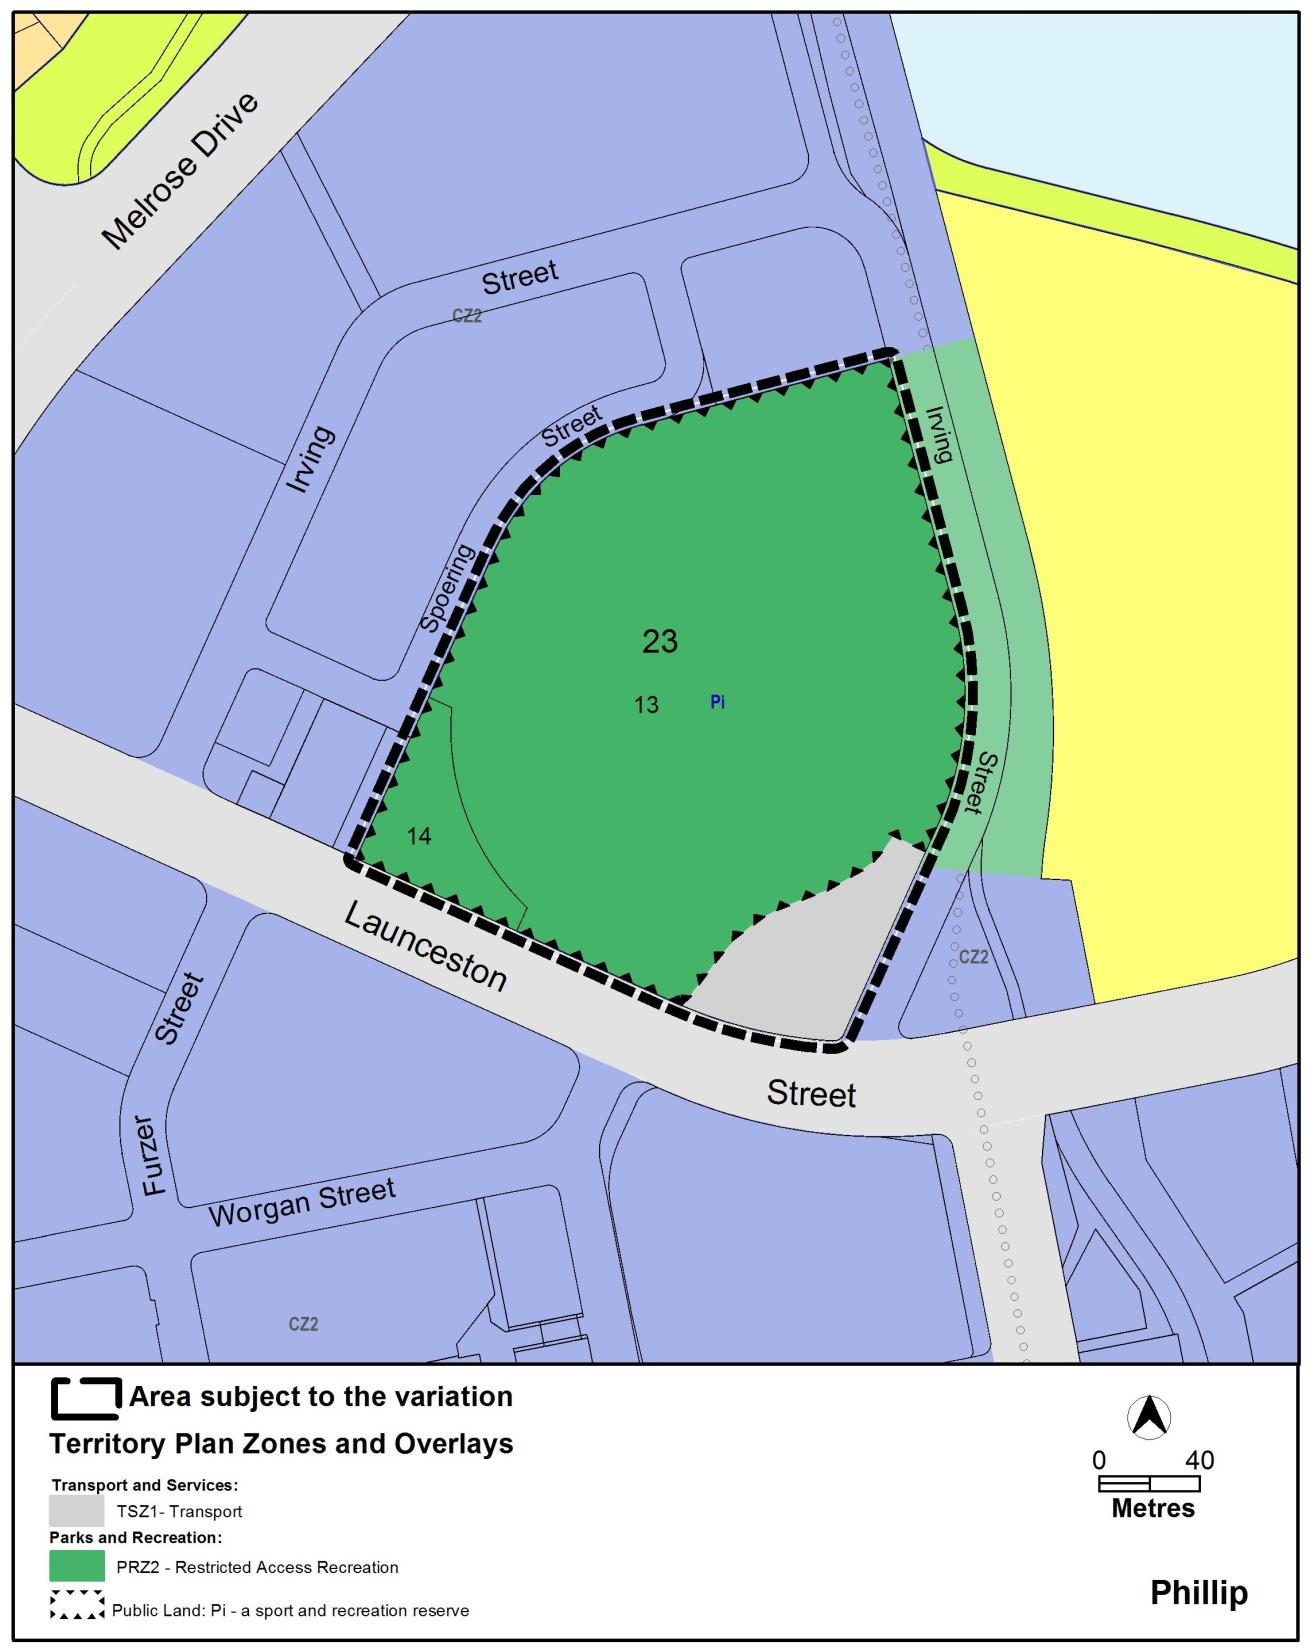 Melrose Drive
Street
CZ2
Irving
Street
Irving
Spoering
23
13
Pi
Street
14
Launceston
CZ2
Street
Street
Furzer
Worgan Street
CZ2
Area subject to the variation
Territory Plan Zones and Overlays
Transport and Services:
TSZ1- Transport
Parks and Recreation:
PRZ2 - Restricted Access Recreation
Public Land: Pi - a sport and recreation reserve
0 40
Metres
Phillip